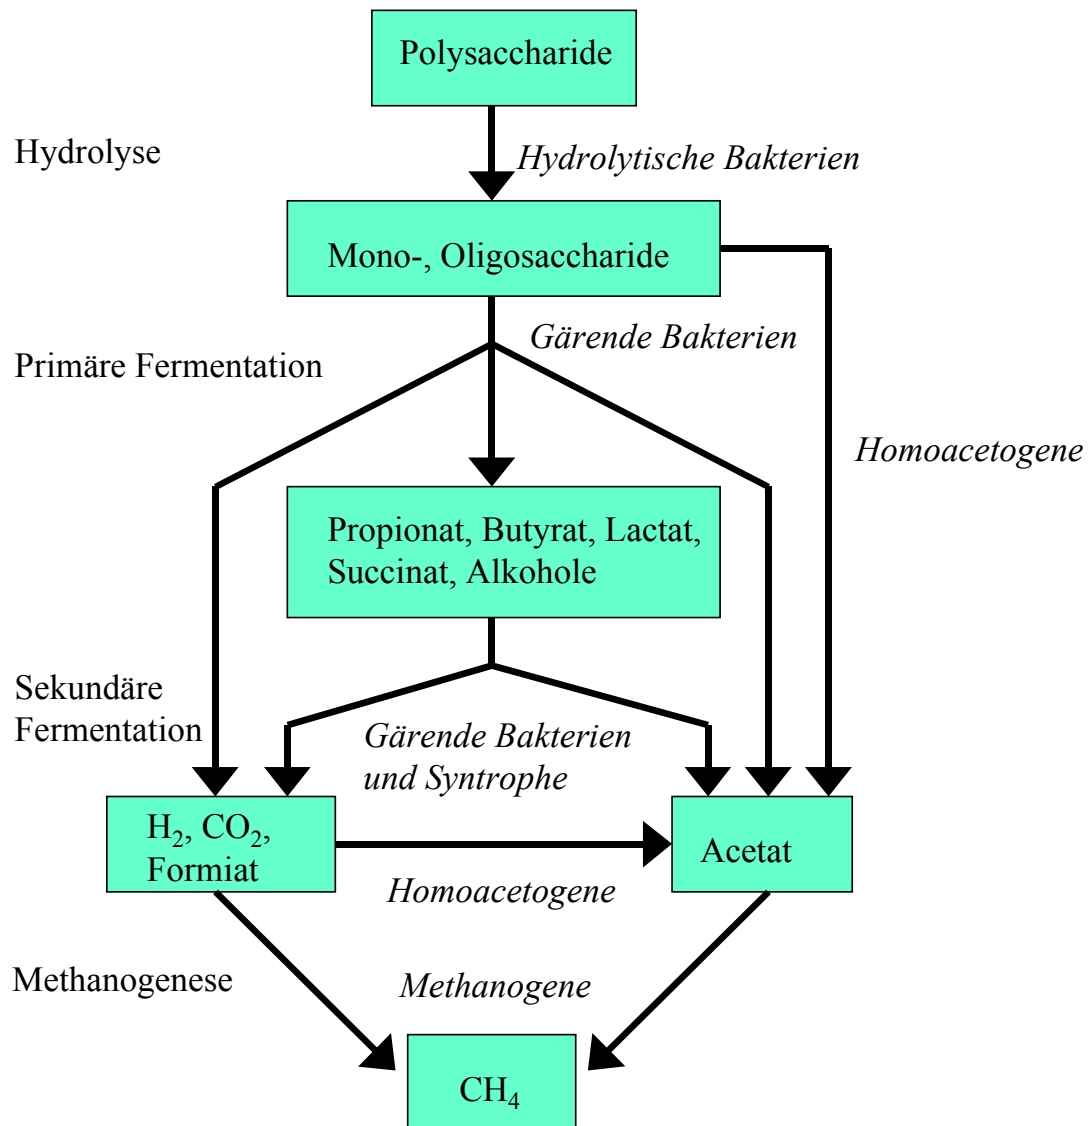 Polysaccharide
Hydrolyse
Hydrolytische Bakterien
Mono-, Oligosaccharide
Gärende Bakterien
Primäre Fermentation
Homoacetogene
Propionat, Butyrat, Lactat,
Succinat, Alkohole
Sekundäre
Fermentation
Gärende Bakterien
und Syntrophe
H₂, CO₂,
Formiat
Acetat
Homoacetogene
Methanogenese
Methanogene
CH₄